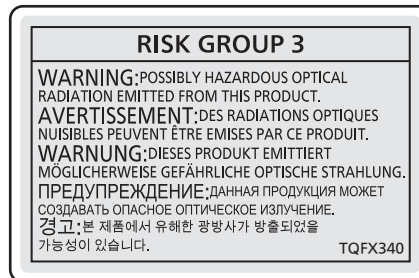 RISK GROUP 3
WARNING:POSSIBLY HAZARDOUS OPTICAL
RADIATION EMITTED FROM THIS PRODUCT.
AVERTISSEMENT:DES RADIATIONS OPTIQUES
NUISIBLES PEUVENT ÊTRE EMISES PAR CE PRODUIT.
WARNUNG:DIESES PRODUKT EMITTIERT
MÖGLICHERWEISE GEFÄHRLICHE OPTISCHE STRAHLUNG.
ПРЕДУПРЕЖДЕНИЕ:ДАННАЯ ПРОДУКЦИЯ МОЖЕТ
СОЗДАВАТЬ ОПАСНОЕ ОПТИЧЕСКОЕ ИЗЛУЧЕНИЕ.
경고:본 제품에서 유해한 광방사가 방출되었을
가능성이 있습니다.
TQFX340